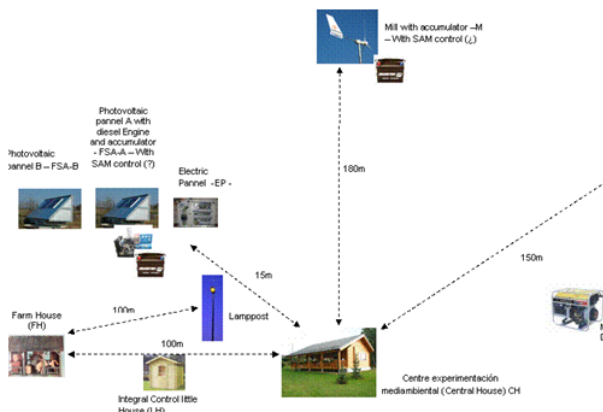 Mill with accumulator –M
– With SAM control (¿)
Photovoltaic
pannel A with
diesel Engine
and accumulator
- FSA-A – With
SAM control (?)
Photovoltaic
pannel B – FSA-B
Electric
Pannel -EP -
180m
150m
15m
100m
Lamppost
Farm House
(FH)
100m
Integral Control little
House (LH)
Centre experimentación
mediambiental (Central House) CH